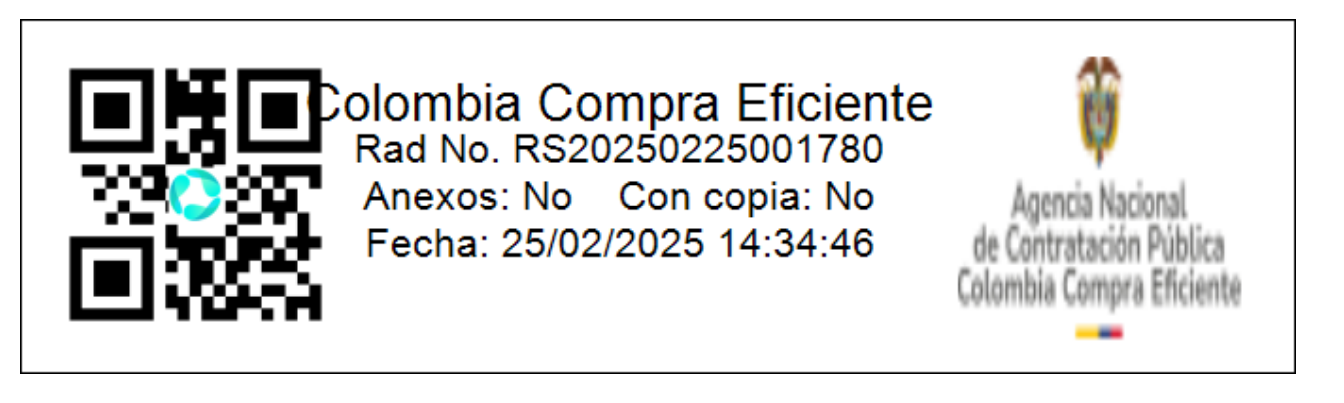 Colombia Compra Eficiente
Rad No. RS20250225001780
Anexos: No Con copia: No
Fecha: 25/02/2025 14:34:46
Agencia Nacional
de Contratación Pública
Colombia Compra Eficiente